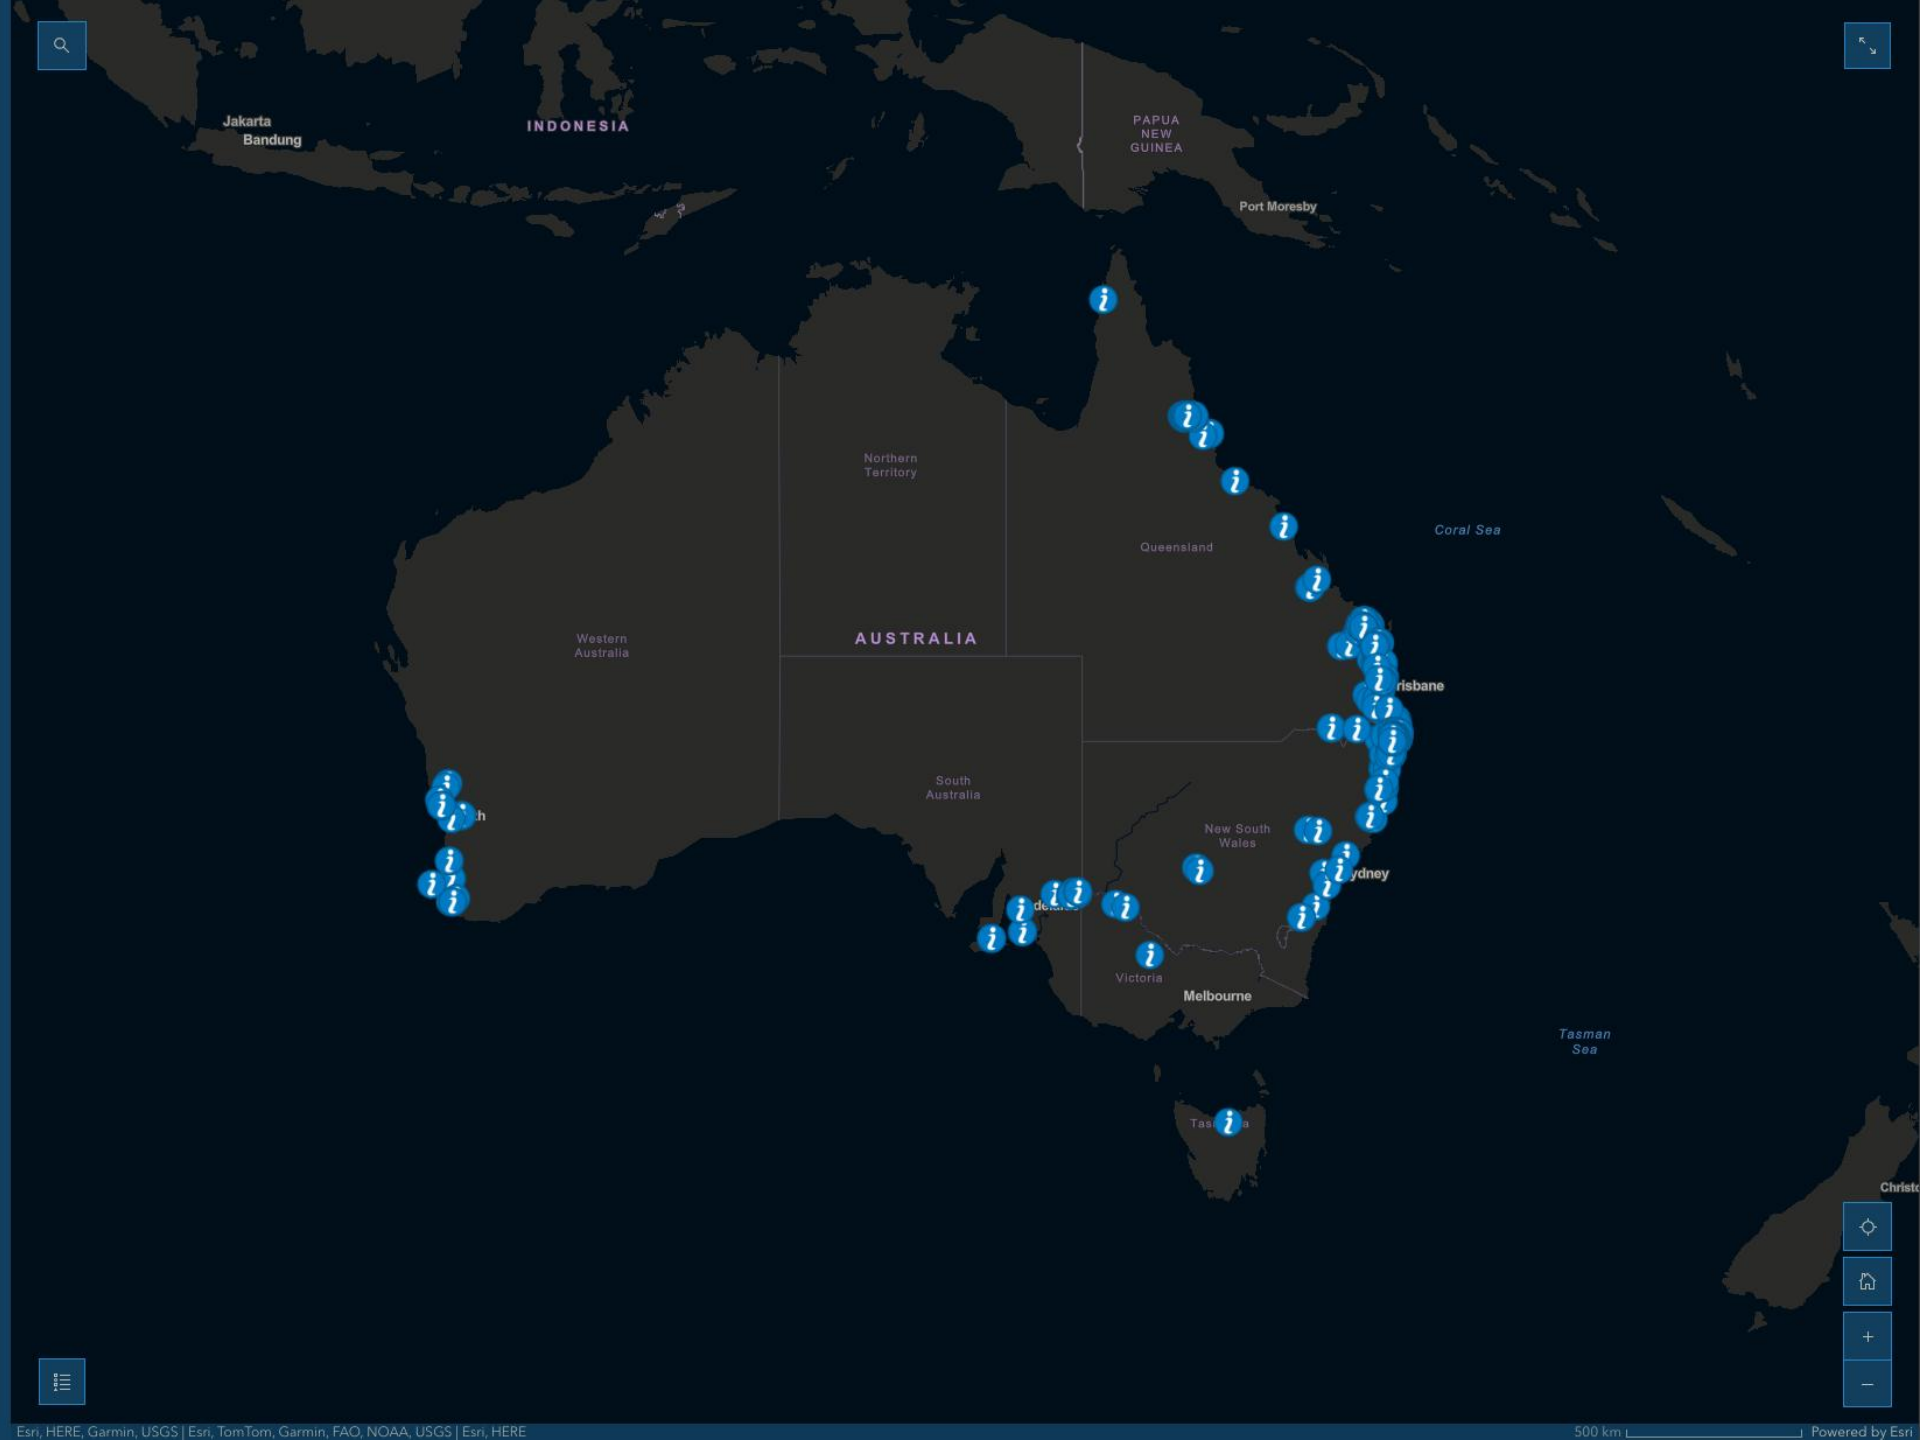 Jakarta
Bandung
INDONESIA
PAPUA
NEW
GUINEA
Port Moresby
Northern
Territory
Coral Sea
Queensland
Western
Australia
AUSTRALIA
risbane
South
Australia
th
New South
Wales
ydney
Victoria
Melbourne
Tasman
Sea
Tas a
Christc
Esri, HERE, Garmin, USGS | Esri, TomTom, Garmin, FAO, NOAA, USGS | Esri, HERE
500 km
Powered by Esri